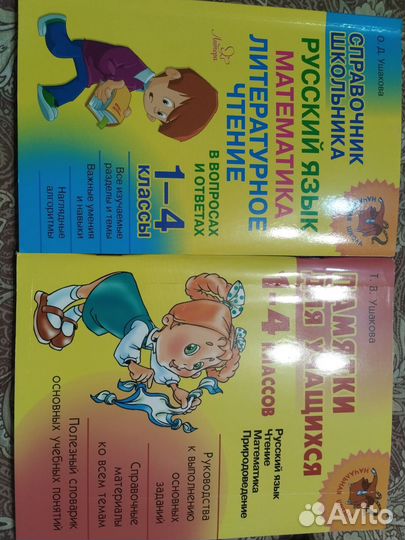 О. Д. Ушакова
СПРАВОЧНИК
ШКОЛЬНИКА
РУССКИЙ ЯЗЫК
МАТЕМАТИКА
ЛИТЕРАТУРНОЕ
ЧТЕНИЕ
В ВОПРОСАХ
И ОТВЕТАХ
1–4
КЛАССЫ
Все изучаемые
разделы и темы
Важные умения
и навыки
Наглядные
алгоритмы
Литера
Т. В. Ушакова
ПАМЯТКИ
ДЛЯ УЧАЩИХСЯ
1–4 КЛАССОВ
Русский язык
Чтение
Математика
Природоведение
Руководства
к выполнению
основных
заданий
Справочные
материалы
ко всем темам
Полезный словарик
основных учебных понятий
Avito